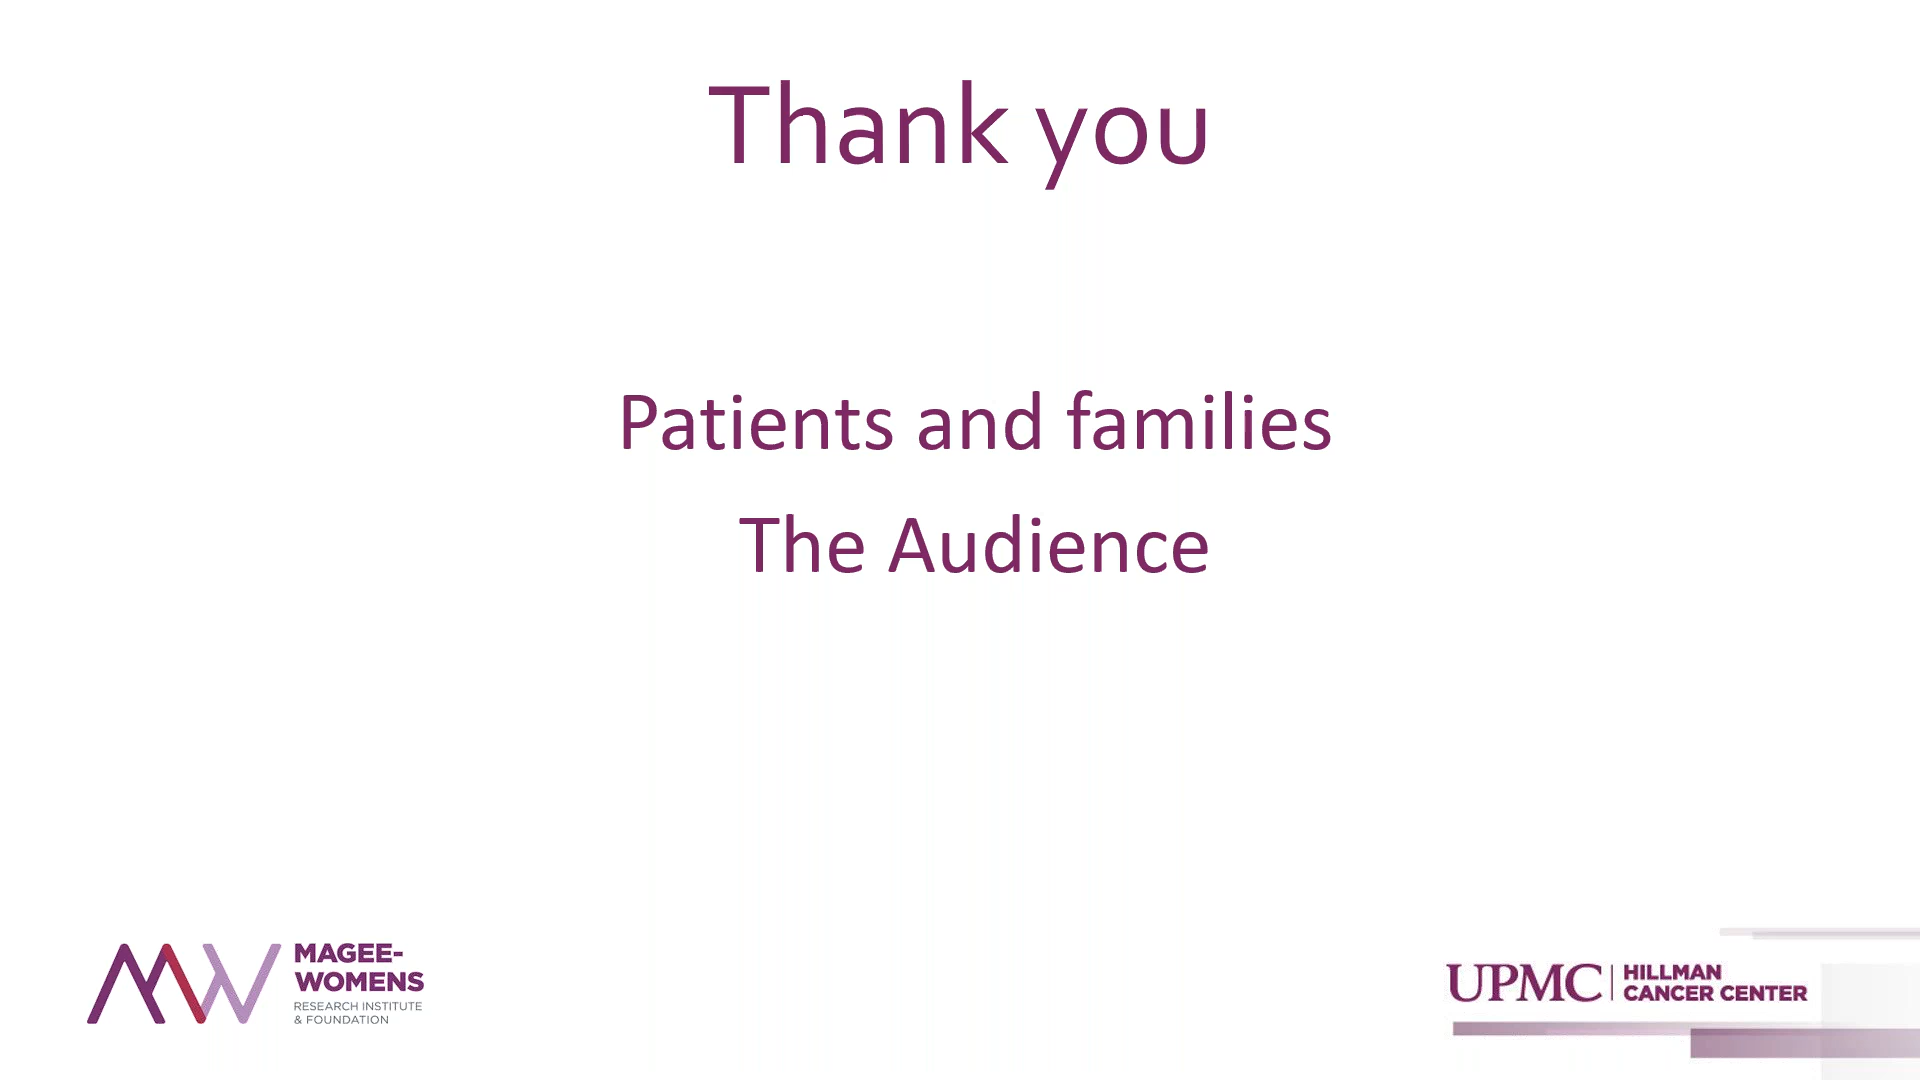 Thank you
Patients and families
The Audience
MAGEE-
WOMENS
RESEARCH INSTITUTE
& FOUNDATION
UPMC
HILLMAN
CANCER CENTER